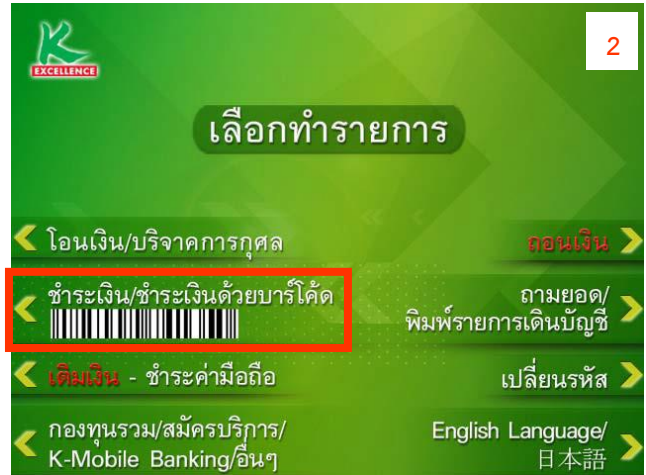 K
EXCELLENCE
2
เลือกทำรายการ
โอนเงิน/บริจาคการกุศล
ถอนเงิน
ชำระเงิน/ชำระเงินด้วยบาร์โค้ด
ถามยอด/
พิมพ์รายการเดินบัญชี
เติมเงิน - ชำระค่ามือถือ
เปลี่ยนรหัส
กองทุนรวม/สมัครบริการ/
K-Mobile Banking/อื่นๆ
English Language/
日本語